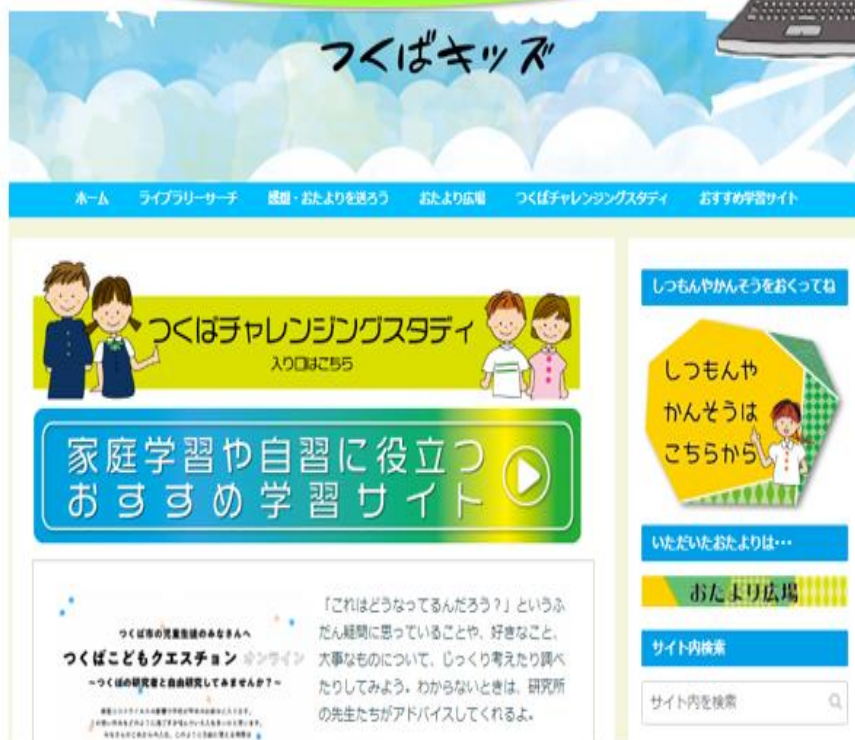 つくばキッズ
ホーム ライブラリーサーチ 感想・おたよりを送ろう おたより広場 つくばチャレンジングスタディ おすすめ学習サイト
つくばチャレンジングスタディ
入り口はこちら
家庭学習や自習に役立つ
おすすめ学習サイト
つくば市の児童生徒のみなさんへ
つくばこどもクエスチョン オンライン
~つくばの研究者と自由研究してみませんか?~
「これはどうなってるんだろう?」というふ
だん疑問に思っていることや、好きなこと、
大事なものについて、じっくり考えたり調べ
たりしてみよう。わからないときは、研究所
の先生たちがアドバイスしてくれるよ。
しつもんやかんそうをおくってね
しつもんや
かんそうは
こちらから
いただいたおたよりは…
おたより広場
サイト内検索
サイト内を検索